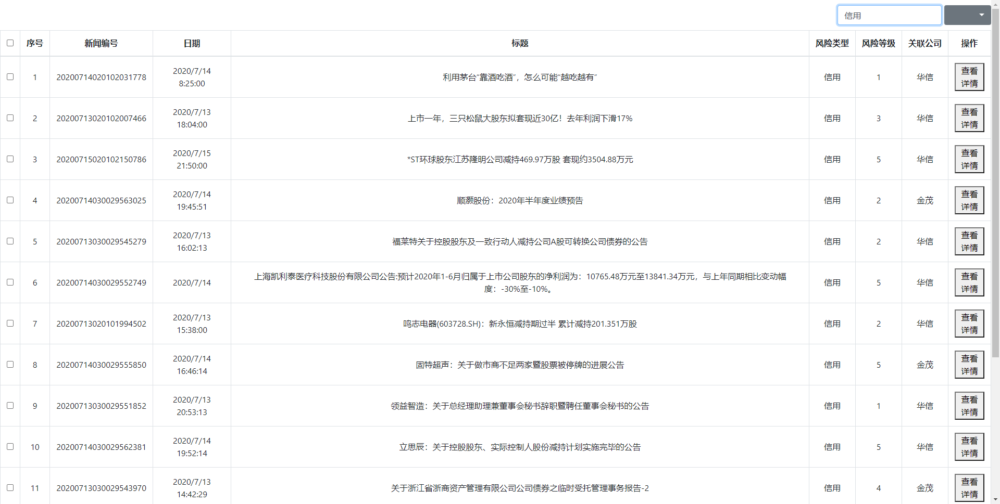 信用
序号 新闻编号 日期 标题 风险类型 风险等级 关联公司 操作
1 20200714020102031778 2020/7/14 8:25:00 利用茅台“靠酒吃酒”，怎么可能“越吃越有” 信用 1 华信 查看详情
2 20200713020102007466 2020/7/13 18:04:00 上市一年，三只松鼠大股东拟套现近30亿！去年利润下滑17% 信用 3 华信 查看详情
3 20200715020102150786 2020/7/15 21:50:00 *ST环球股东江苏隆明公司减持469.97万股 套现约3504.88万元 信用 5 华信 查看详情
4 20200714030029563025 2020/7/14 19:45:51 顺灏股份：2020年半年度业绩预告 信用 2 金茂 查看详情
5 20200713030029545279 2020/7/13 16:02:13 福莱特关于控股股东及一致行动人减持公司A股可转换公司债券的公告 信用 2 华信 查看详情
6 20200714030029552749 2020/7/14 上海凯利泰医疗科技股份有限公司公告:预计2020年1-6月归属于上市公司股东的净利润为：10765.48万元至13841.34万元，与上年同期相比变动幅度：-30%至-10%。 信用 5 华信 查看详情
7 20200713020101994502 2020/7/13 15:38:00 鸣志电器(603728.SH)：新永恒减持期过半 累计减持201.351万股 信用 2 华信 查看详情
8 20200714030029555850 2020/7/14 16:46:14 固特超声：关于做市商不足两家暨股票被停牌的进展公告 信用 5 金茂 查看详情
9 20200713030029551852 2020/7/13 20:53:13 领益智造：关于总经理助理兼董事会秘书辞职暨聘任董事会秘书的公告 信用 1 华信 查看详情
10 20200714030029562381 2020/7/14 19:52:14 立思辰：关于控股股东、实际控制人股份减持计划实施完毕的公告 信用 5 华信 查看详情
11 20200713030029543970 2020/7/13 14:42:29 关于浙江省浙商资产管理有限公司公司债券之临时受托管理事务报告-2 信用 4 金茂 查看详情